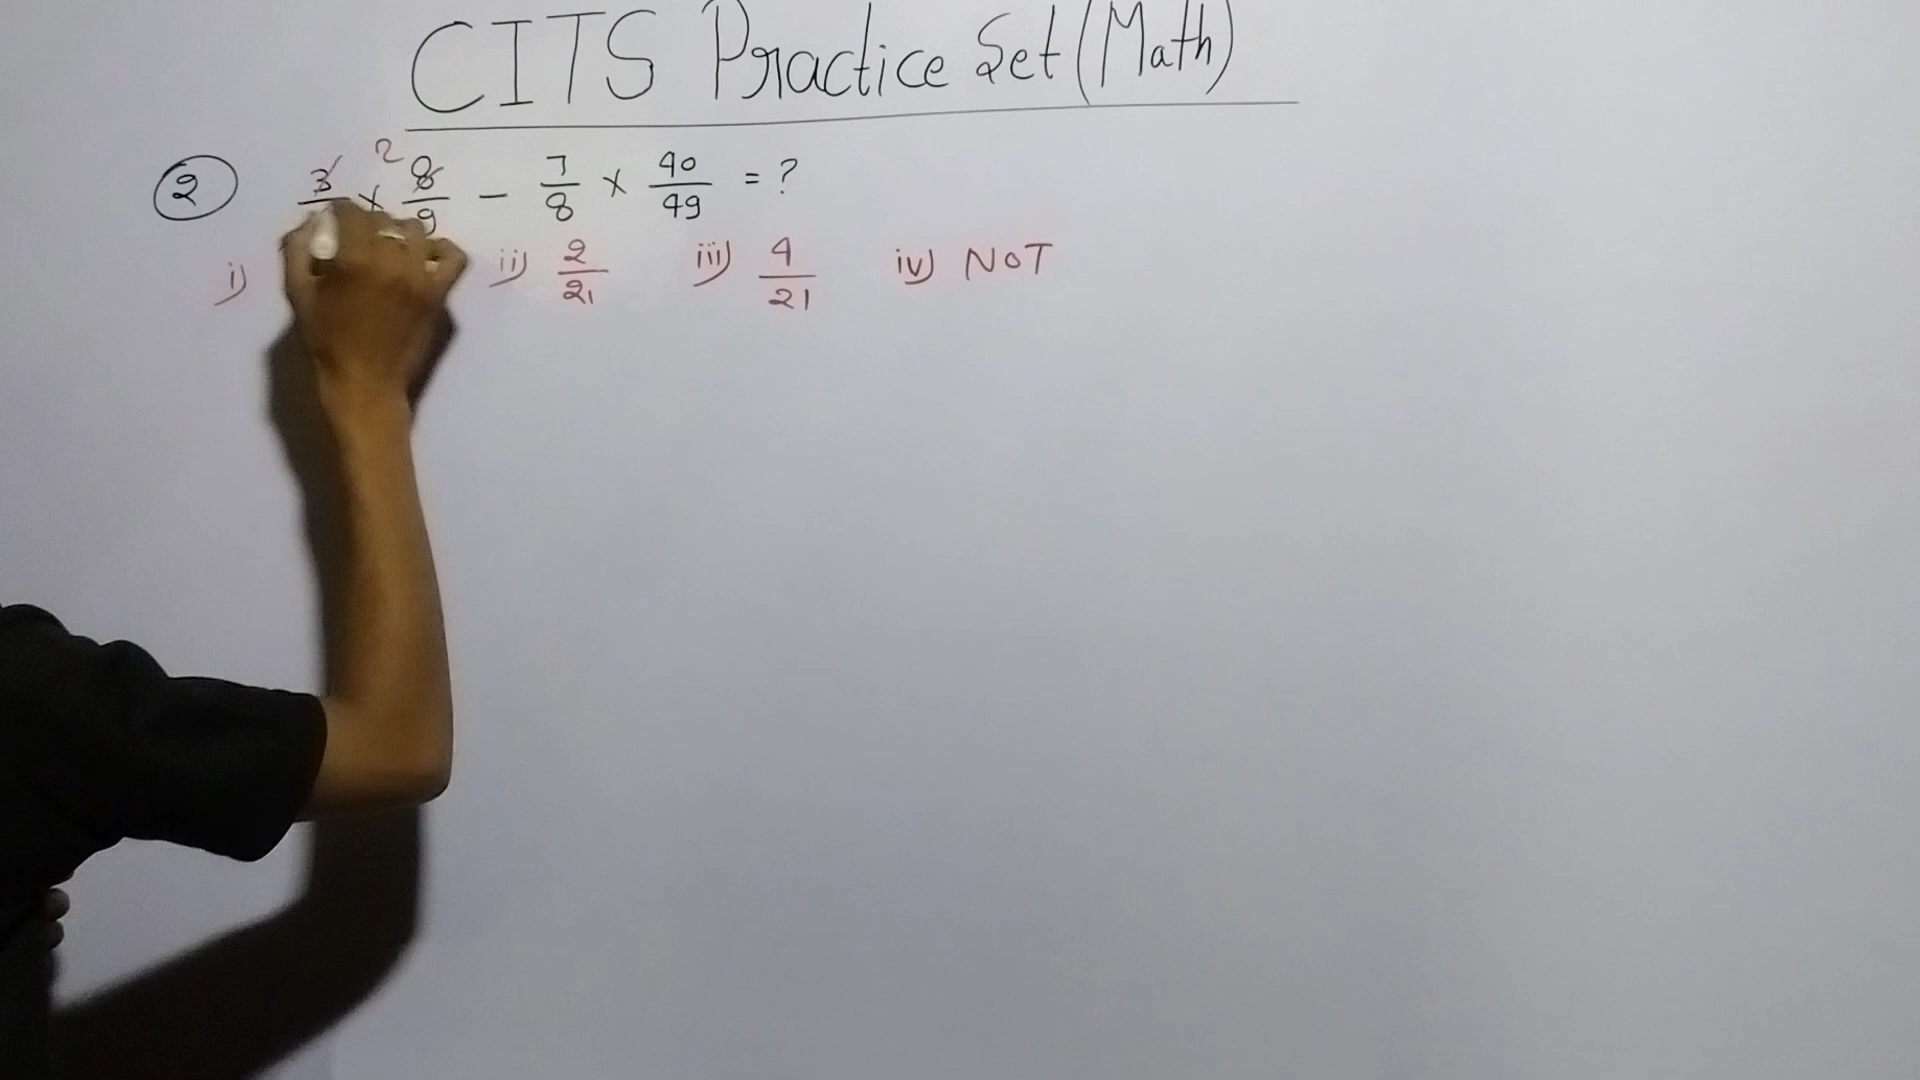 CITS Practice Set (Math)
② 3/ × 8/9 - 7/8 × 40/49 = ?
2
i) ii) 2/21 iii) 4/21 iv) NOT